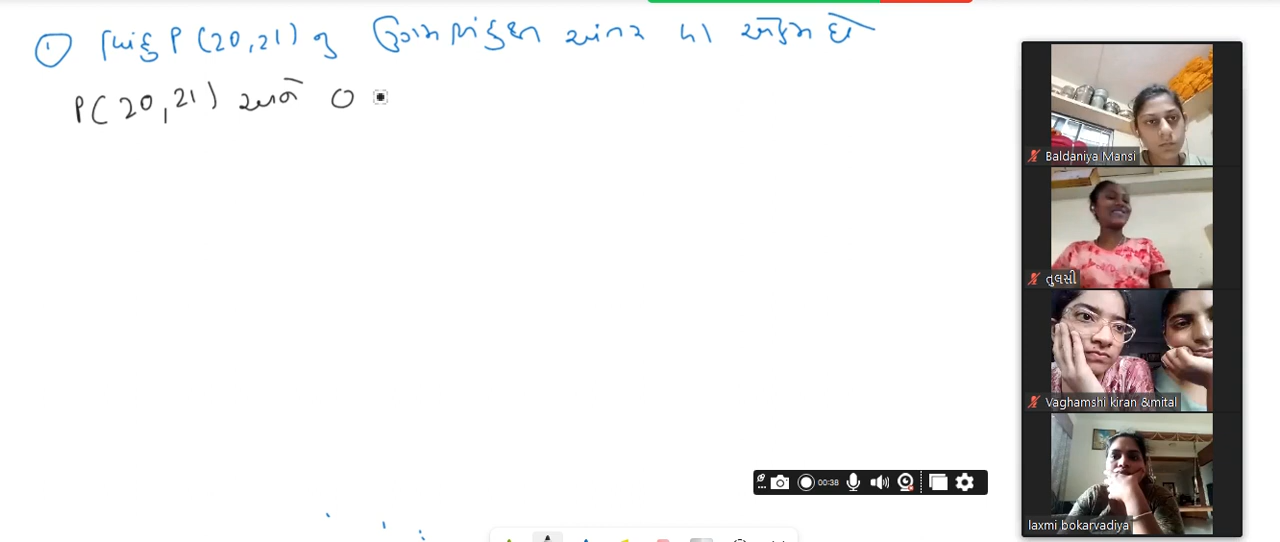 ① બિંદુ P (20,21) નું ઊગમબિંદુથી અંતર
P(20,21) અને O
Baldaniya Mansi
તુલસી
Vaghamshi kiran &mital
00:38
laxmi bokarvadiya